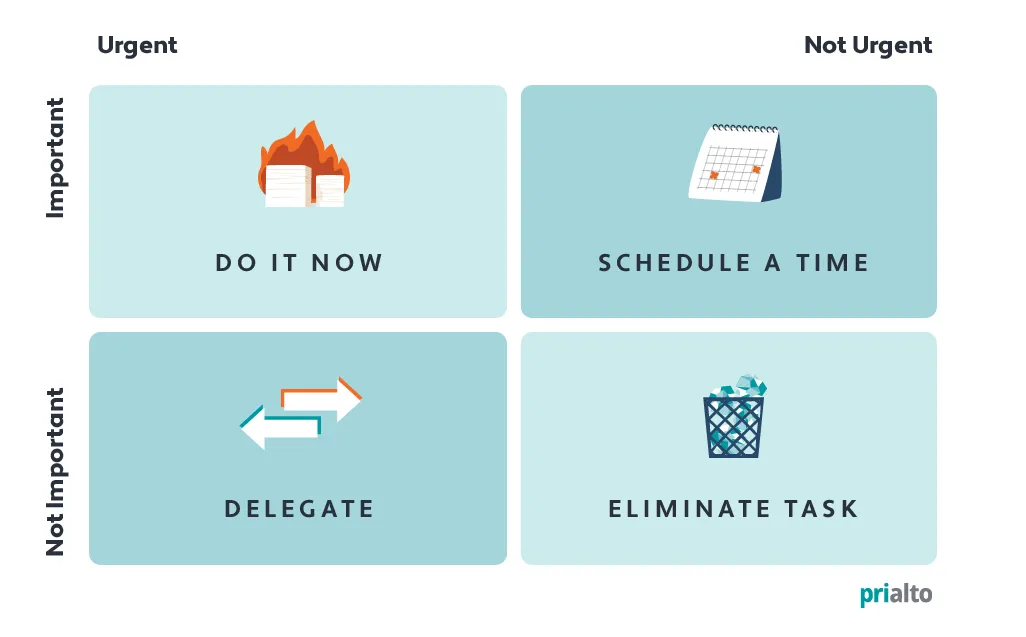 Urgent
Not Urgent
Important
DO IT NOW
SCHEDULE A TIME
Not Important
DELEGATE
ELIMINATE TASK
prialto